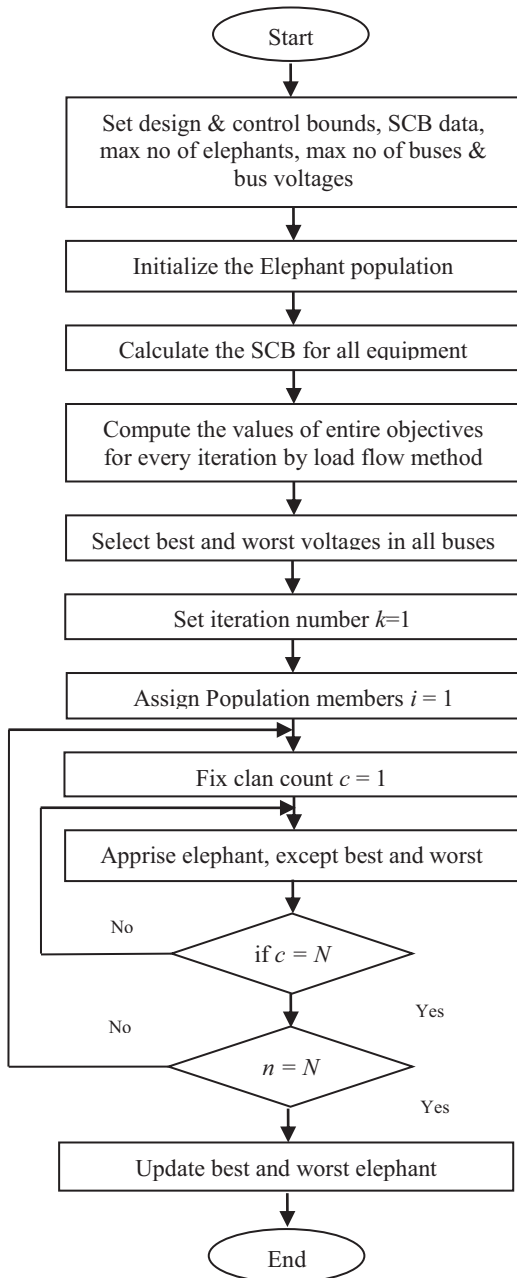 Start
Set design & control bounds, SCB data,
max no of elephants, max no of buses &
bus voltages
Initialize the Elephant population
Calculate the SCB for all equipment
Compute the values of entire objectives
for every iteration by load flow method
Select best and worst voltages in all buses
Set iteration number k=1
Assign Population members i = 1
Fix clan count c = 1
Apprise elephant, except best and worst
No
if c = N
Yes
No
n = N
Yes
Update best and worst elephant
End